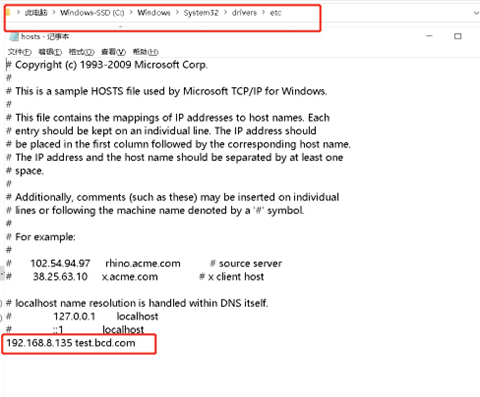 此电脑 > Windows-SSD (C:) > Windows > System32 > drivers > etc
hosts - 记事本
文件(F) 编辑(E) 格式(O) 查看(V) 帮助(H)
# Copyright (c) 1993-2009 Microsoft Corp.
#
# This is a sample HOSTS file used by Microsoft TCP/IP for Windows.
#
# This file contains the mappings of IP addresses to host names. Each
# entry should be kept on an individual line. The IP address should
# be placed in the first column followed by the corresponding host name.
# The IP address and the host name should be separated by at least one
# space.
#
# Additionally, comments (such as these) may be inserted on individual
# lines or following the machine name denoted by a '#' symbol.
#
# For example:
#
# 102.54.94.97 rhino.acme.com # source server
# 38.25.63.10 x.acme.com # x client host

# localhost name resolution is handled within DNS itself.
# 127.0.0.1 localhost
# ::1 localhost
192.168.8.135 test.bcd.com